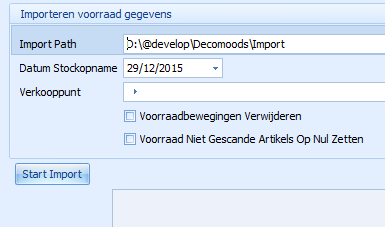 Importeren voorraad gegevens
Import Path D:\@develop\Decomoods\Import
Datum Stockopname 29/12/2015
Verkooppunt
Voorraadbewegingen Verwijderen
Voorraad Niet Gescande Artikels Op Nul Zetten
Start Import